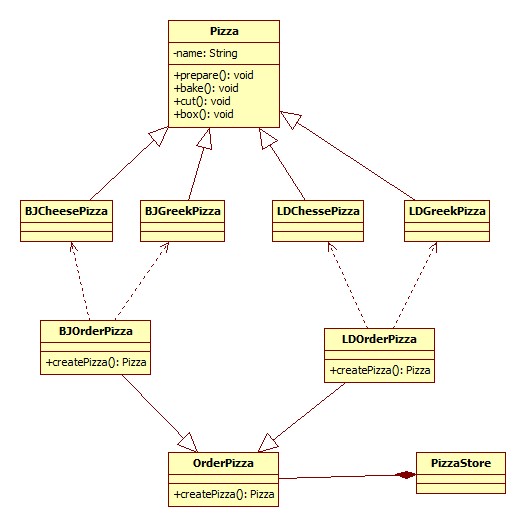 Pizza
-name: String
+prepare(): void
+bake(): void
+cut(): void
+box(): void
BJCheesePizza
BJGreekPizza
LDChessePizza
LDGreekPizza
BJOrderPizza
+createPizza(): Pizza
LDOrderPizza
+createPizza(): Pizza
OrderPizza
+createPizza(): Pizza
PizzaStore